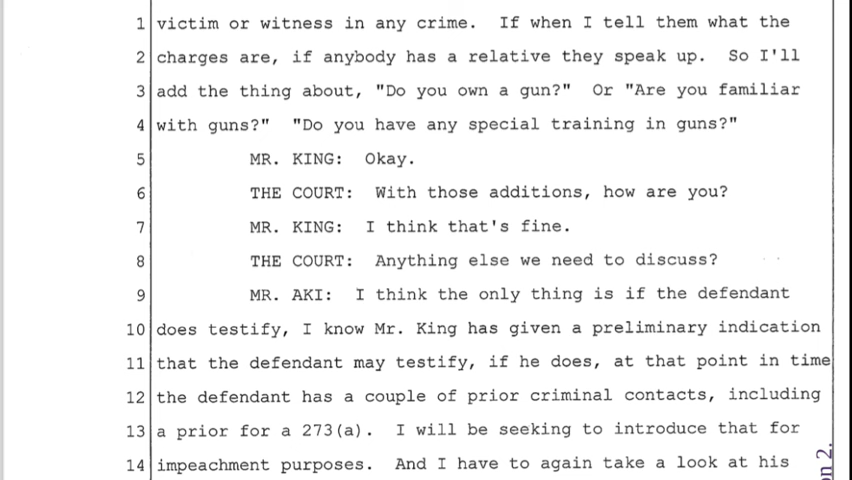 1 victim or witness in any crime. If when I tell them what the
2 charges are, if anybody has a relative they speak up. So I'll
3 add the thing about, "Do you own a gun?" Or "Are you familiar
4 with guns?" "Do you have any special training in guns?"
5 MR. KING: Okay.
6 THE COURT: With those additions, how are you?
7 MR. KING: I think that's fine.
8 THE COURT: Anything else we need to discuss?
9 MR. AKI: I think the only thing is if the defendant
10 does testify, I know Mr. King has given a preliminary indication
11 that the defendant may testify, if he does, at that point in time
12 the defendant has a couple of prior criminal contacts, including
13 a prior for a 273(a). I will be seeking to introduce that for
14 impeachment purposes. And I have to again take a look at his
on 2.